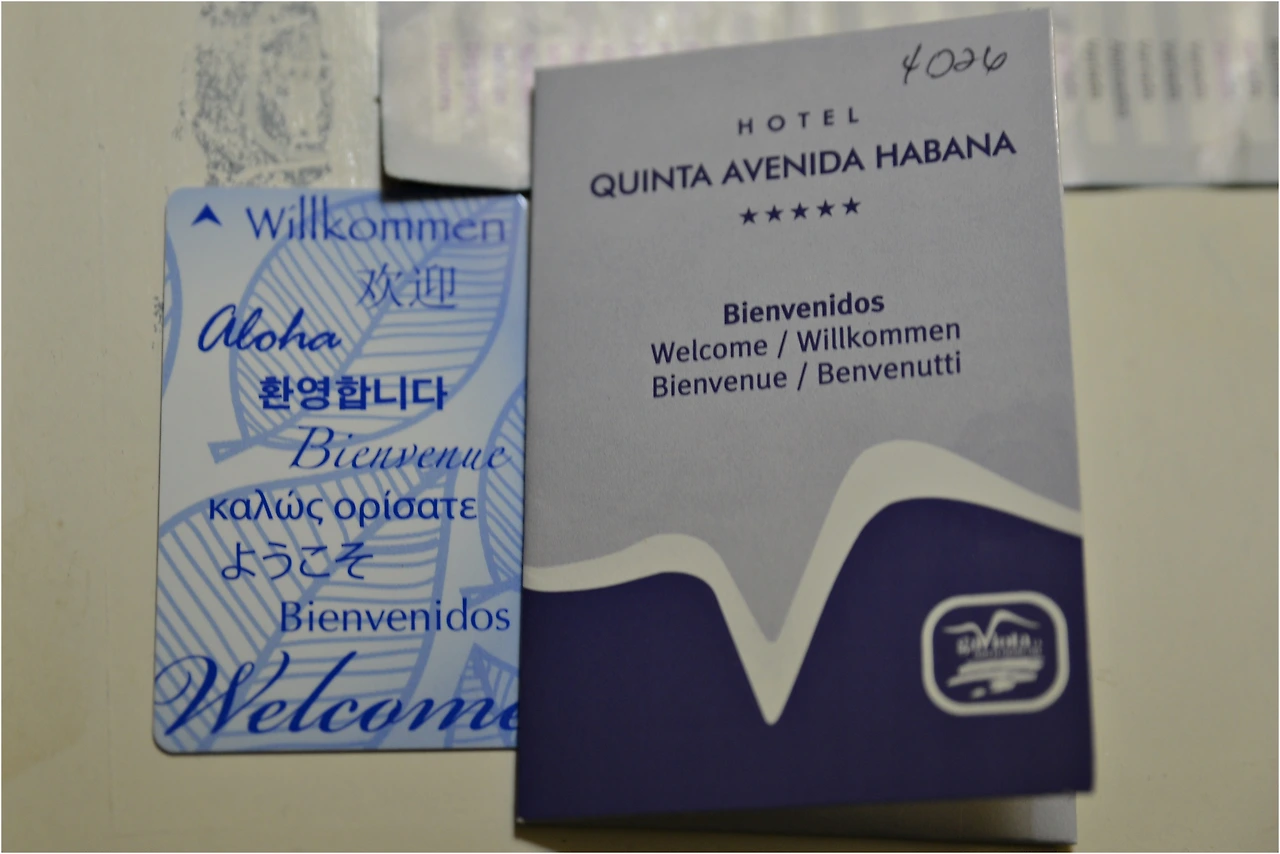 Willkommen
欢迎
Aloha
환영합니다
Bienvenue
καλώς ορίσατε
ようこそ
Bienvenidos
Welcome
4026
HOTEL
QUINTA AVENIDA HABANA
★★★★★
Bienvenidos
Welcome / Willkommen
Bienvenue / Benvenutti
gaviota